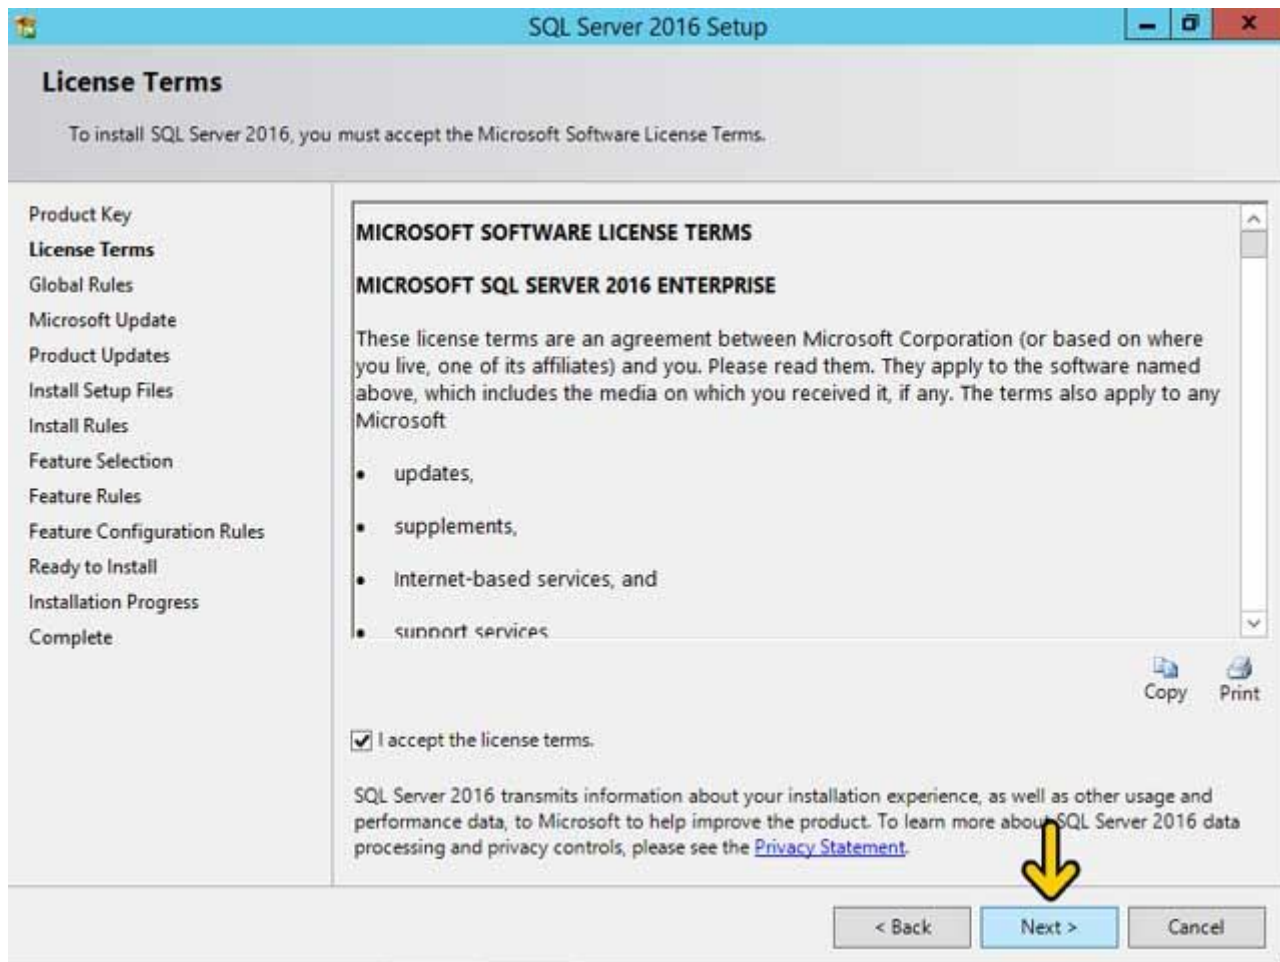 SQL Server 2016 Setup
License Terms
To install SQL Server 2016, you must accept the Microsoft Software License Terms.
Product Key
License Terms
Global Rules
Microsoft Update
Product Updates
Install Setup Files
Install Rules
Feature Selection
Feature Rules
Feature Configuration Rules
Ready to Install
Installation Progress
Complete
MICROSOFT SOFTWARE LICENSE TERMS
MICROSOFT SQL SERVER 2016 ENTERPRISE
These license terms are an agreement between Microsoft Corporation (or based on where
you live, one of its affiliates) and you. Please read them. They apply to the software named
above, which includes the media on which you received it, if any. The terms also apply to any
Microsoft
• updates,
• supplements,
• Internet-based services, and
• support services
Copy Print
I accept the license terms.
SQL Server 2016 transmits information about your installation experience, as well as other usage and
performance data, to Microsoft to help improve the product. To learn more about SQL Server 2016 data
processing and privacy controls, please see the Privacy Statement.
< Back Next > Cancel